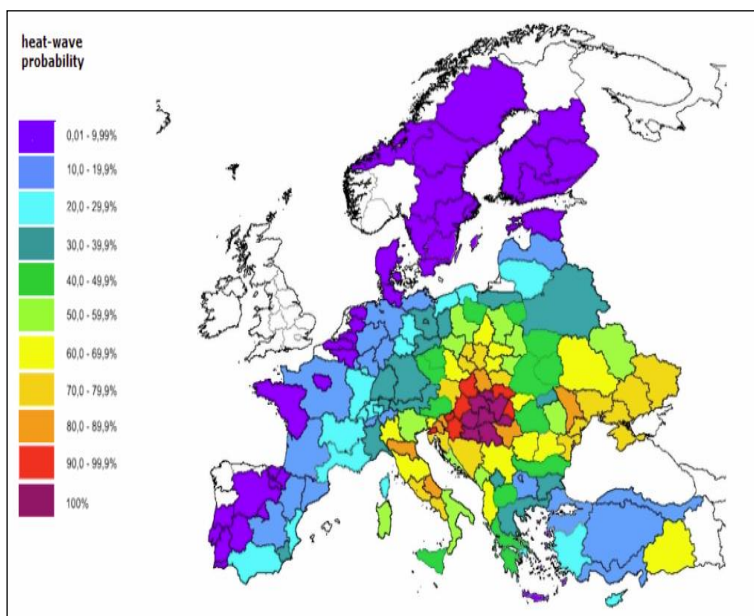 heat-wave
probability
0,01 - 9,99%
10,0 - 19,9%
20,0 - 29,9%
30,0 - 39,9%
40,0 - 49,9%
50,0 - 59,9%
60,0 - 69,9%
70,0 - 79,9%
80,0 - 89,9%
90,0 - 99,9%
100%